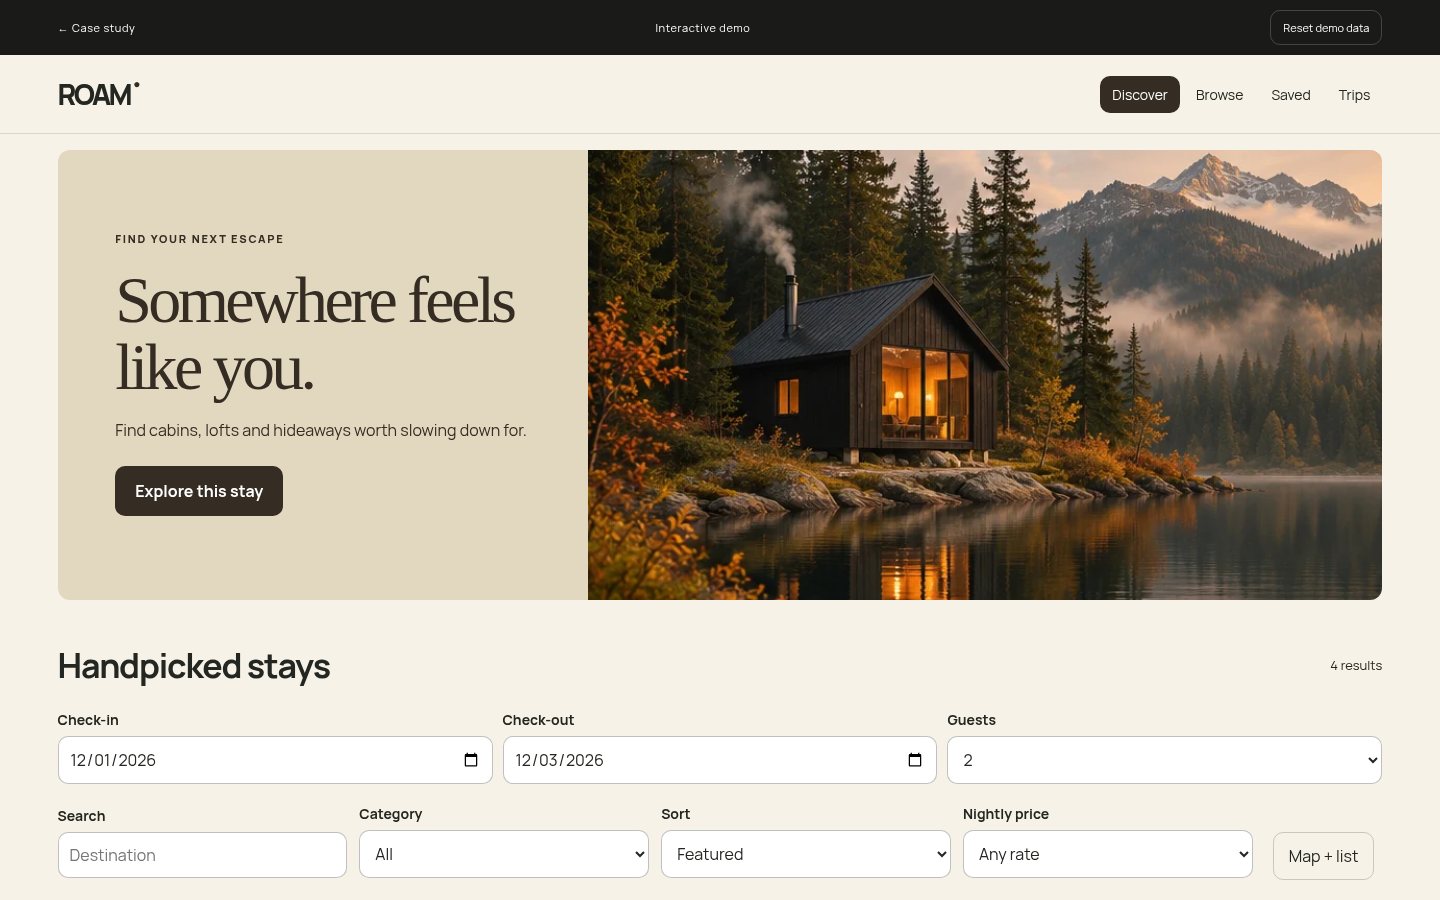 ← Case study
Interactive demo
Reset demo data
ROAM
Discover
Browse
Saved
Trips
FIND YOUR NEXT ESCAPE
Somewhere feels
like you.
Find cabins, lofts and hideaways worth slowing down for.
Explore this stay
Handpicked stays
4 results
Check-in
Check-out
Guests
12/01/2026
12/03/2026
2
Search
Category
Sort
Nightly price
Destination
All
Featured
Any rate
Map + list